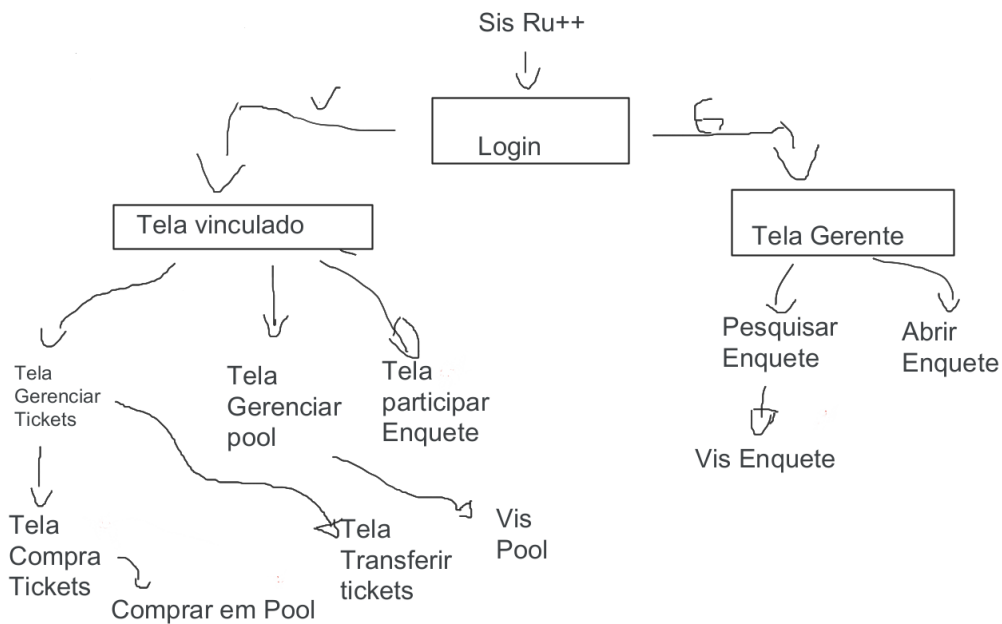 Sis Ru++
V
G
Login
Tela vinculado
Tela Gerente
Pesquisar
Enquete
Abrir
Enquete
Tela
Gerenciar
Tickets
Tela
Gerenciar
pool
Tela
participar
Enquete
Vis Enquete
Tela
Compra
Tickets
Tela
Transferir
tickets
Vis
Pool
Comprar em Pool